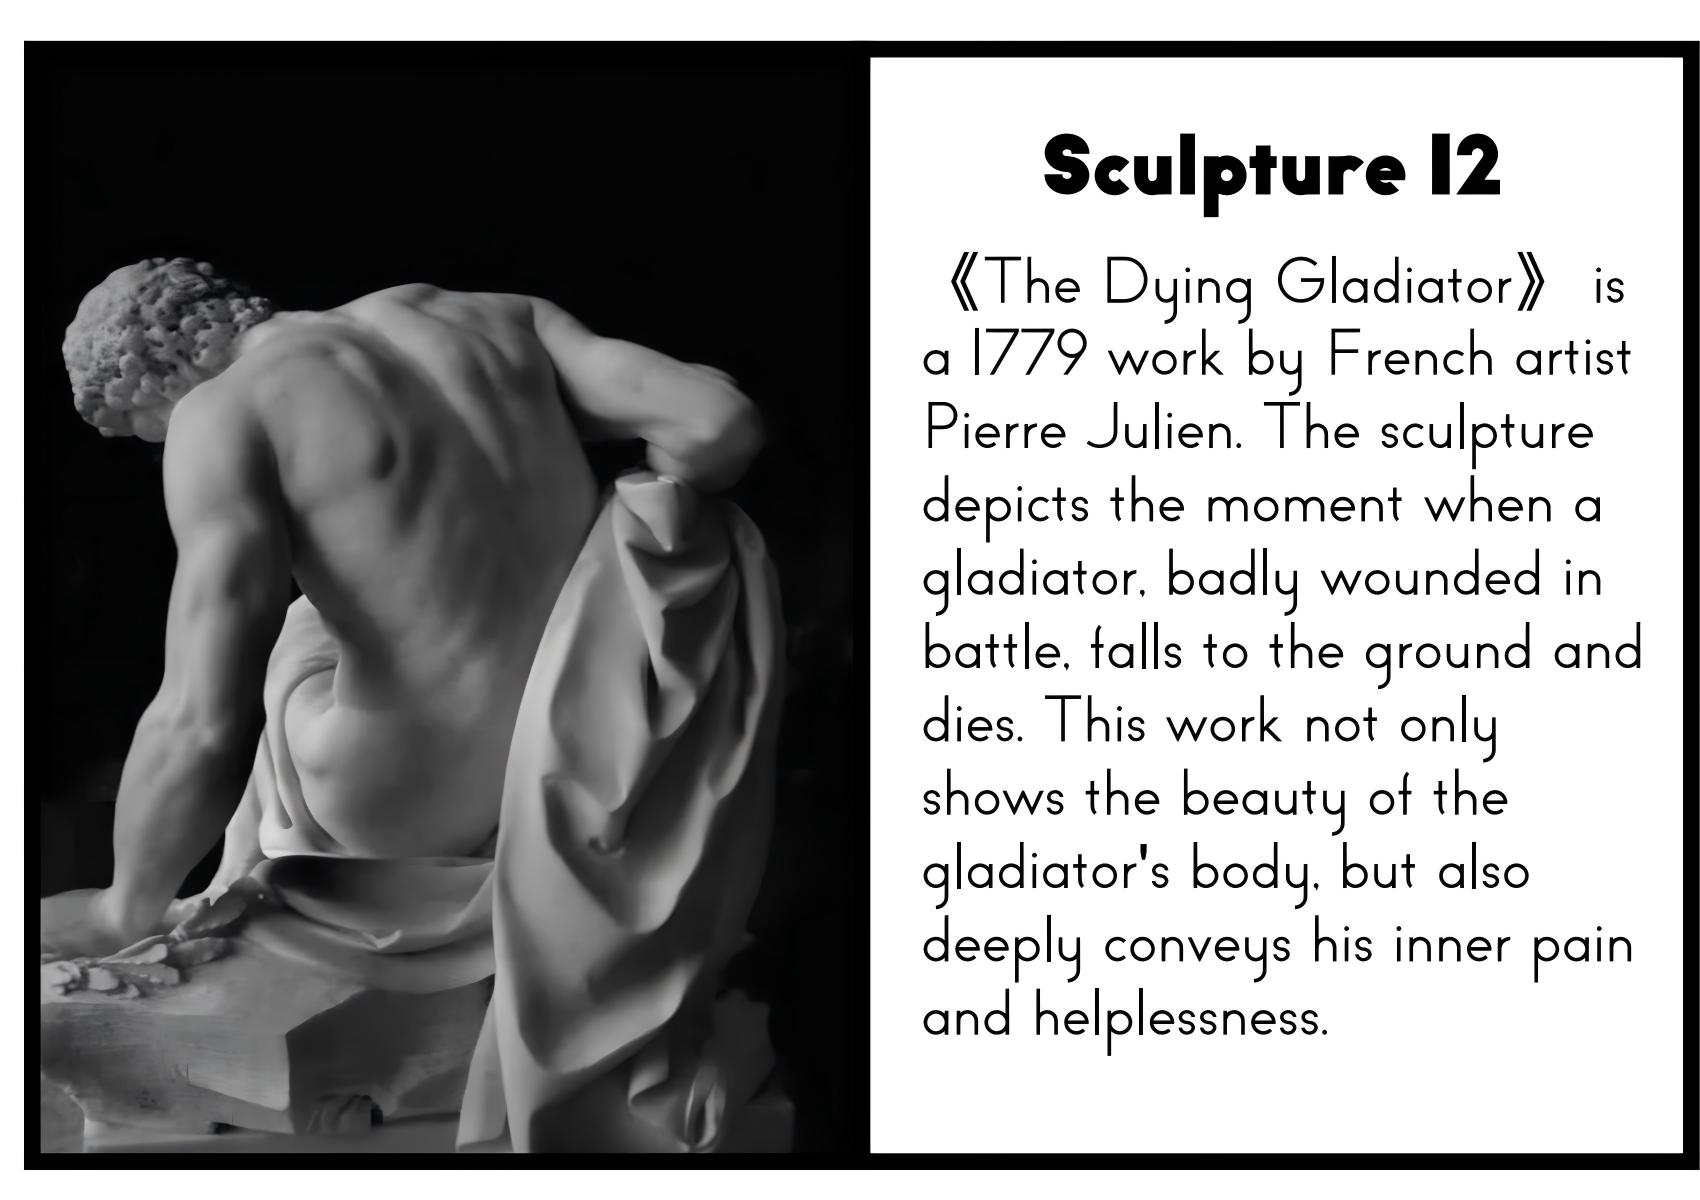 Sculpture 12
《The Dying Gladiator》 is
a 1779 work by French artist
Pierre Julien. The sculpture
depicts the moment when a
gladiator, badly wounded in
battle, falls to the ground and
dies. This work not only
shows the beauty of the
gladiator's body, but also
deeply conveys his inner pain
and helplessness.